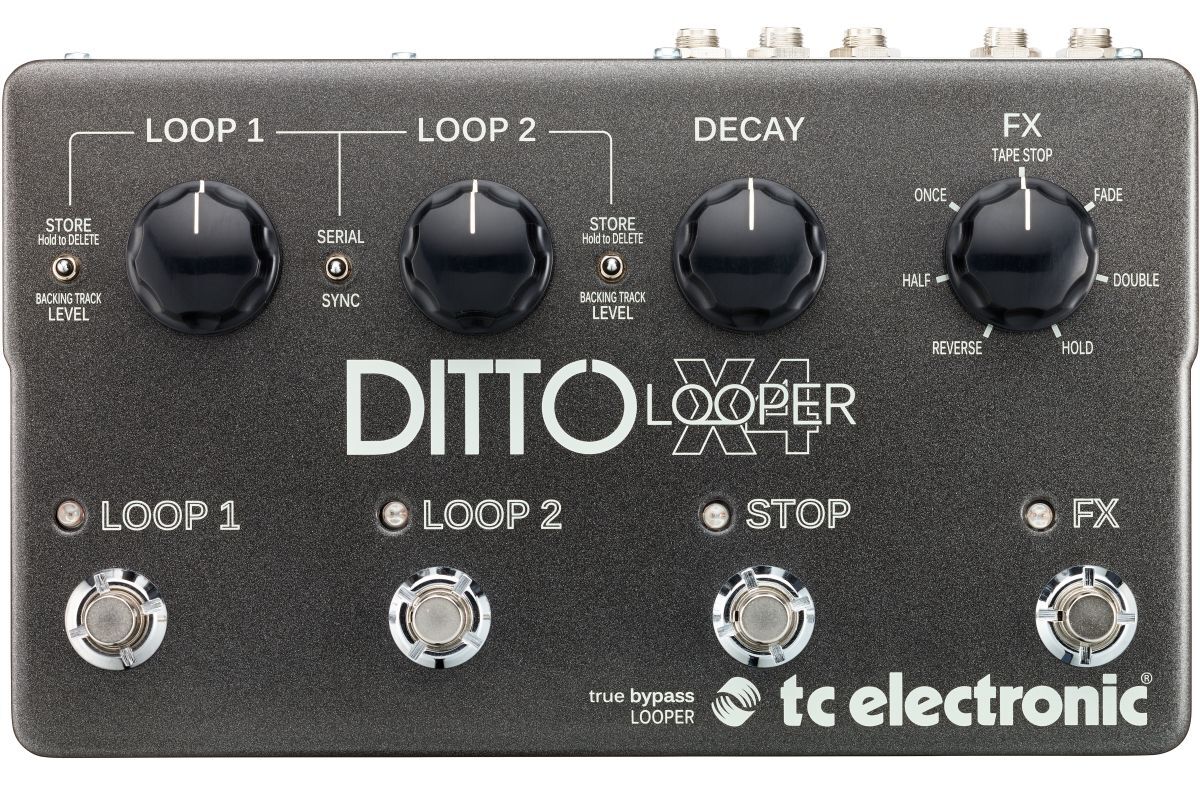 LOOP 1
LOOP 2
DECAY
FX
TAPE STOP
ONCE
FADE
HALF
DOUBLE
REVERSE
HOLD
STORE
Hold to DELETE
BACKING TRACK
LEVEL
SERIAL
SYNC
STORE
Hold to DELETE
BACKING TRACK
LEVEL
DITTO X4 LOOPER
LOOP 1
LOOP 2
STOP
FX
true bypass
LOOPER
tc electronic®